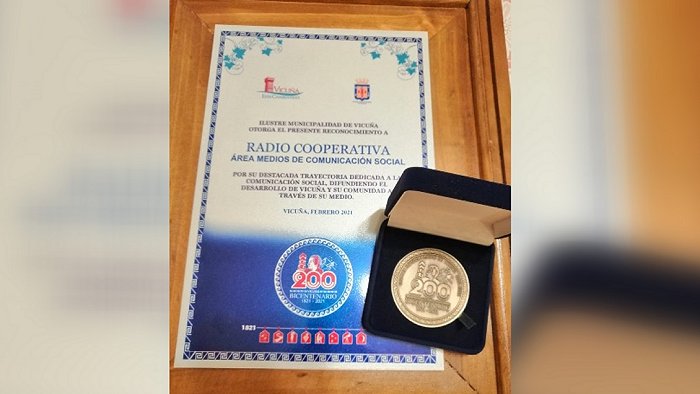 VICUÑA
ILUSTRE MUNICIPALIDAD DE VICUÑA
OTORGA EL PRESENTE RECONOCIMIENTO A
RADIO COOPERATIVA
ÁREA MEDIOS DE COMUNICACIÓN SOCIAL
POR SU DESTACADA TRAYECTORIA DEDICADA A LA
COMUNICACIÓN SOCIAL, DIFUNDIENDO EL
DESARROLLO DE VICUÑA Y SU COMUNIDAD A
TRAVÉS DE SU MEDIO.
VICUÑA, FEBRERO 2021
200
BICENTENARIO
1821 - 2021
1821
200